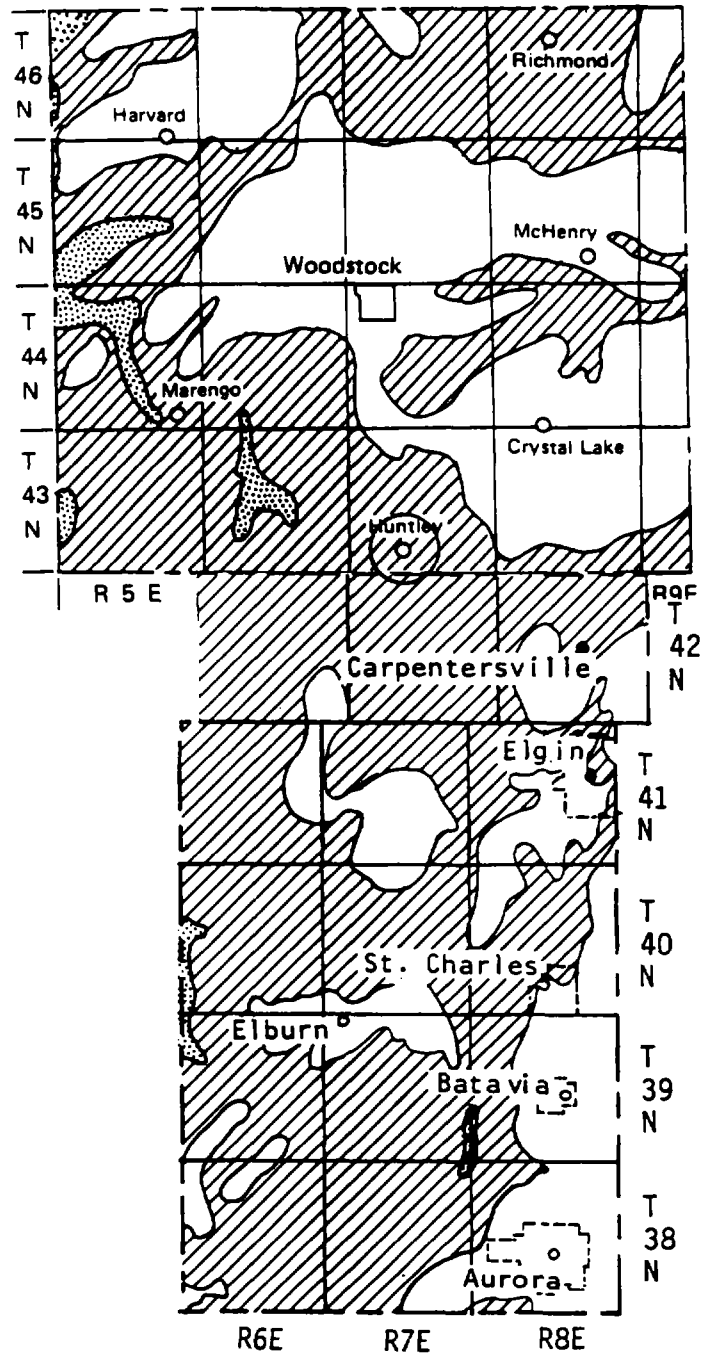 T
46
N
Richmond
Harvard
T
45
N
McHenry
Woodstock
T
44
N
Marengo
Crystal Lake
T
43
N
Huntley
R 5 E
R9E
T
42
N
Carpentersville
Elgin
T
41
N
T
40
N
St. Charles
Elburn
T
39
N
Batavia
T
38
N
Aurora
R6E
R7E
R8E